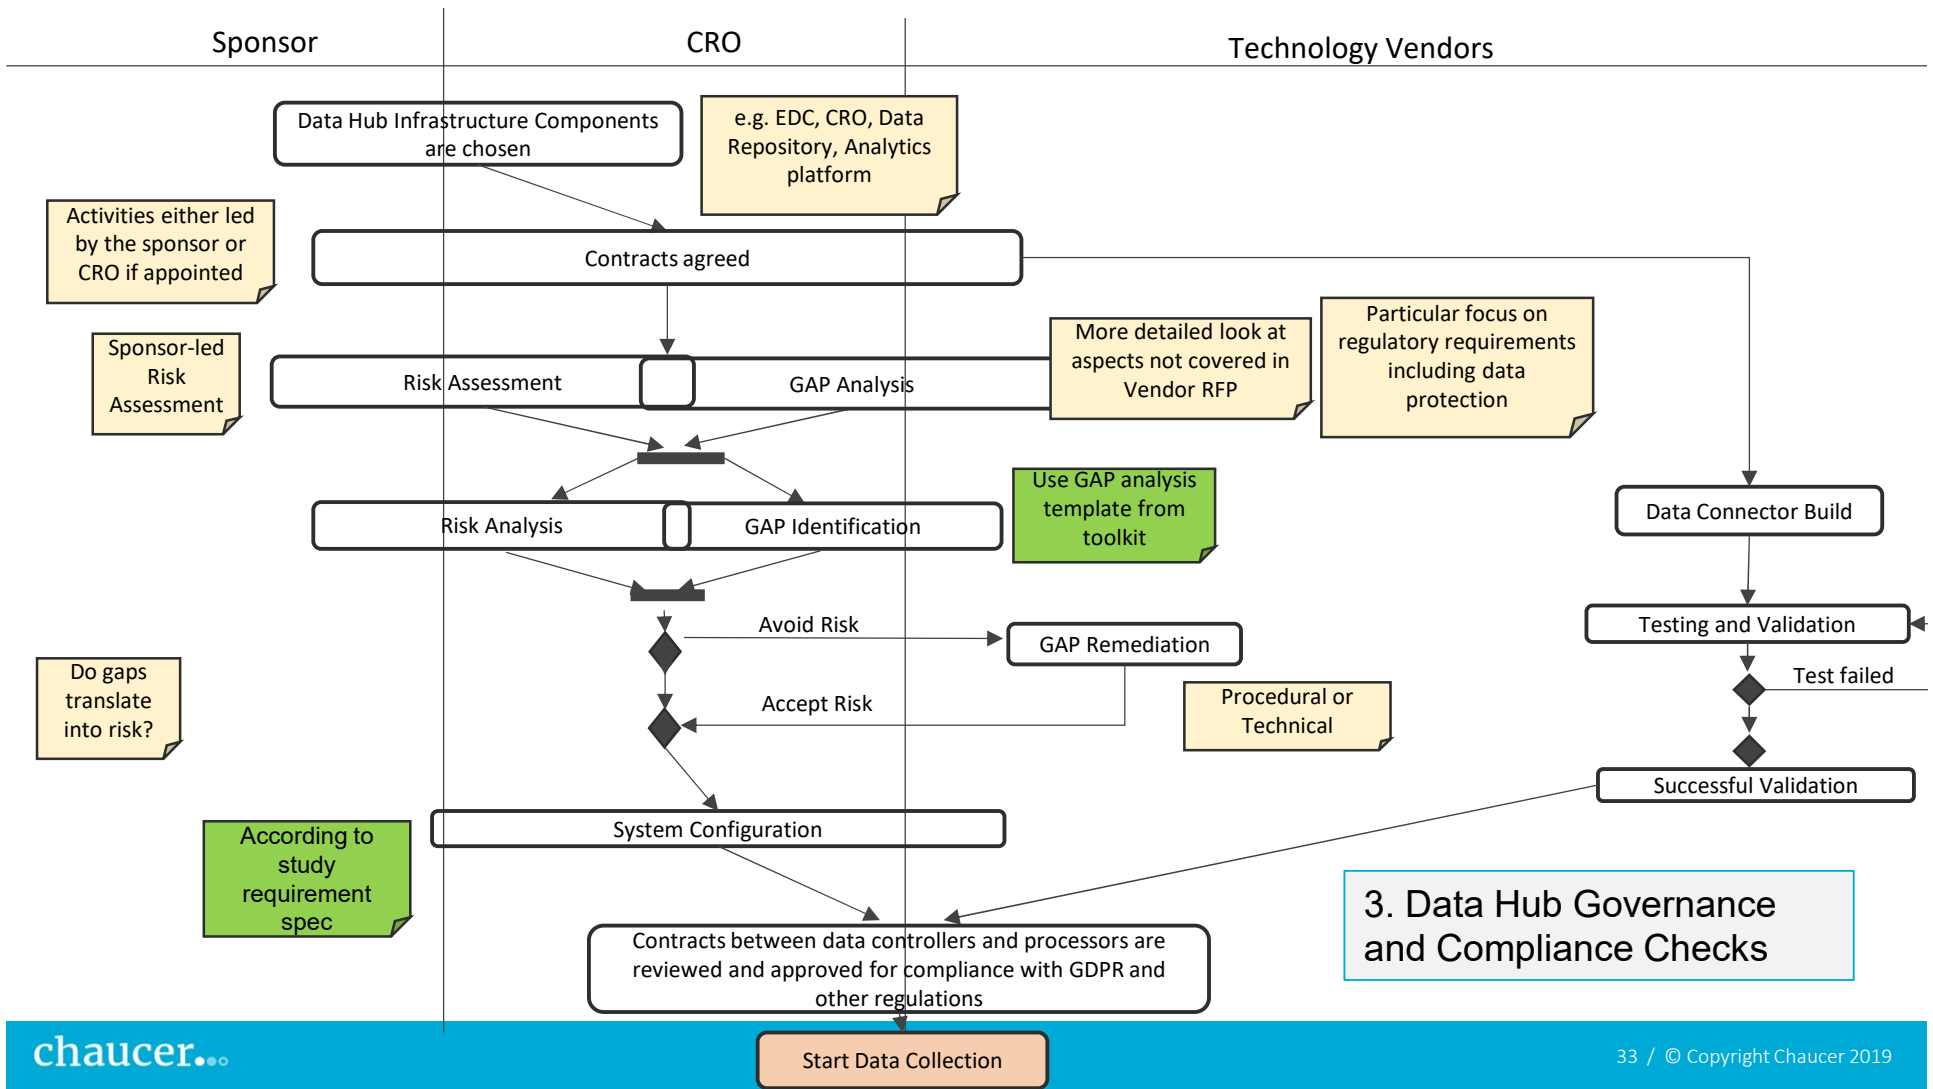 Sponsor
CRO
Technology Vendors
Data Hub Infrastructure Components
are chosen
e.g. EDC, CRO, Data
Repository, Analytics
platform
Activities either led
by the sponsor or
CRO if appointed
Contracts agreed
Sponsor-led
Risk
Assessment
Risk Assessment
GAP Analysis
More detailed look at
aspects not covered in
Vendor RFP
Particular focus on
regulatory requirements
including data
protection
Risk Analysis
GAP Identification
Use GAP analysis
template from
toolkit
Data Connector Build
Avoid Risk
GAP Remediation
Testing and Validation
Test failed
Do gaps
translate
into risk?
Accept Risk
Procedural or
Technical
Successful Validation
System Configuration
According to
study
requirement
spec
3. Data Hub Governance
and Compliance Checks
Contracts between data controllers and processors are
reviewed and approved for compliance with GDPR and
other regulations
chaucer
Start Data Collection
33 / © Copyright Chaucer 2019